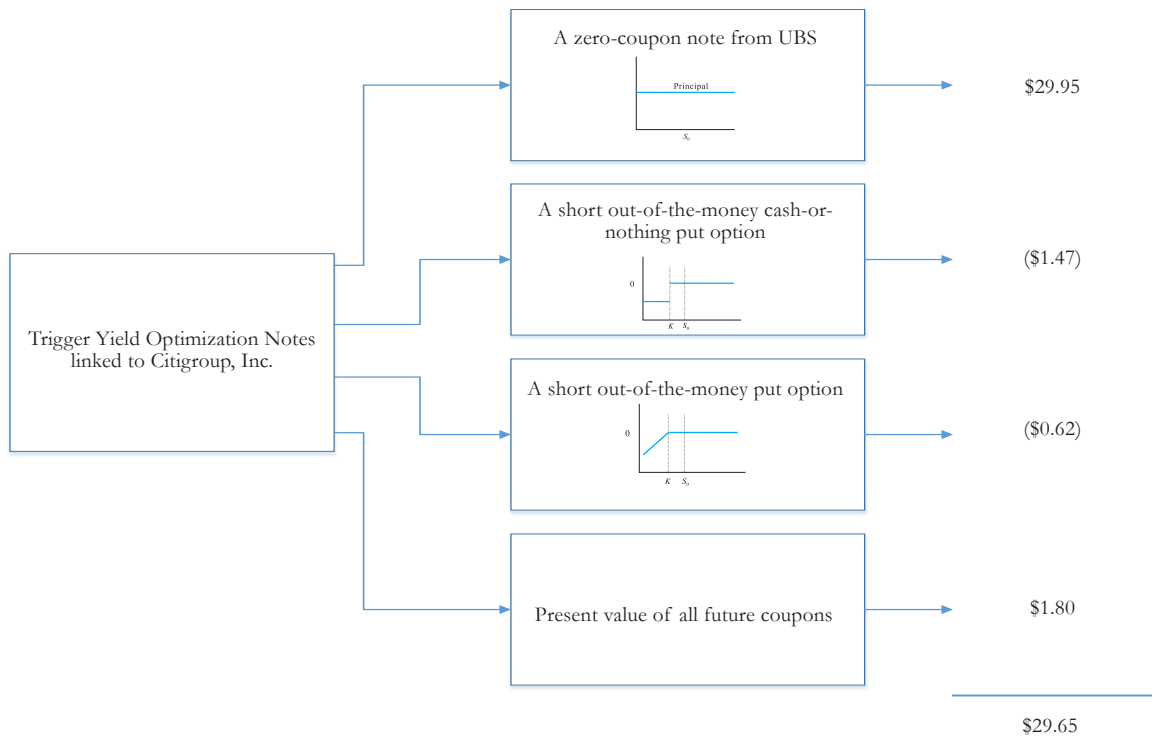 A zero-coupon note from UBS
Principal
S₀
$29.95
A short out-of-the-money cash-or-
nothing put option
0
K S₀
($1.47)
Trigger Yield Optimization Notes
linked to Citigroup, Inc.
A short out-of-the-money put option
0
K S₀
($0.62)
Present value of all future coupons
$1.80
$29.65